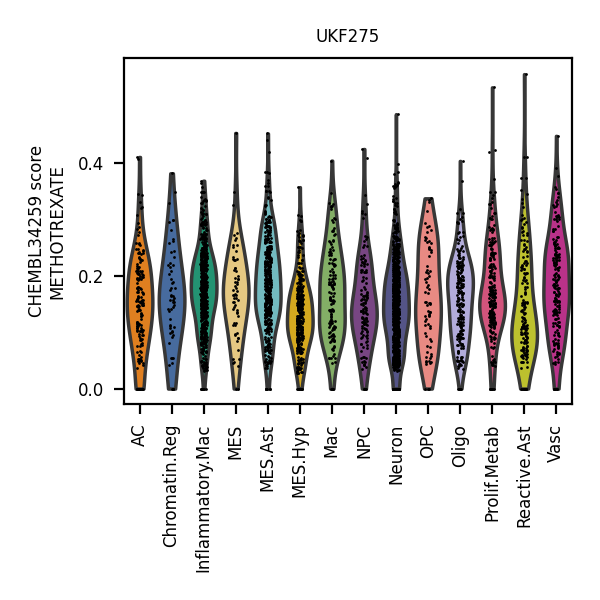 UKF275
CHEMBL34259 score
METHOTREXATE
0.4
0.2
0.0
AC
Chromatin.Reg
Inflammatory.Mac
MES
MES.Ast
MES.Hyp
Mac
NPC
Neuron
OPC
Oligo
Prolif.Metab
Reactive.Ast
Vasc